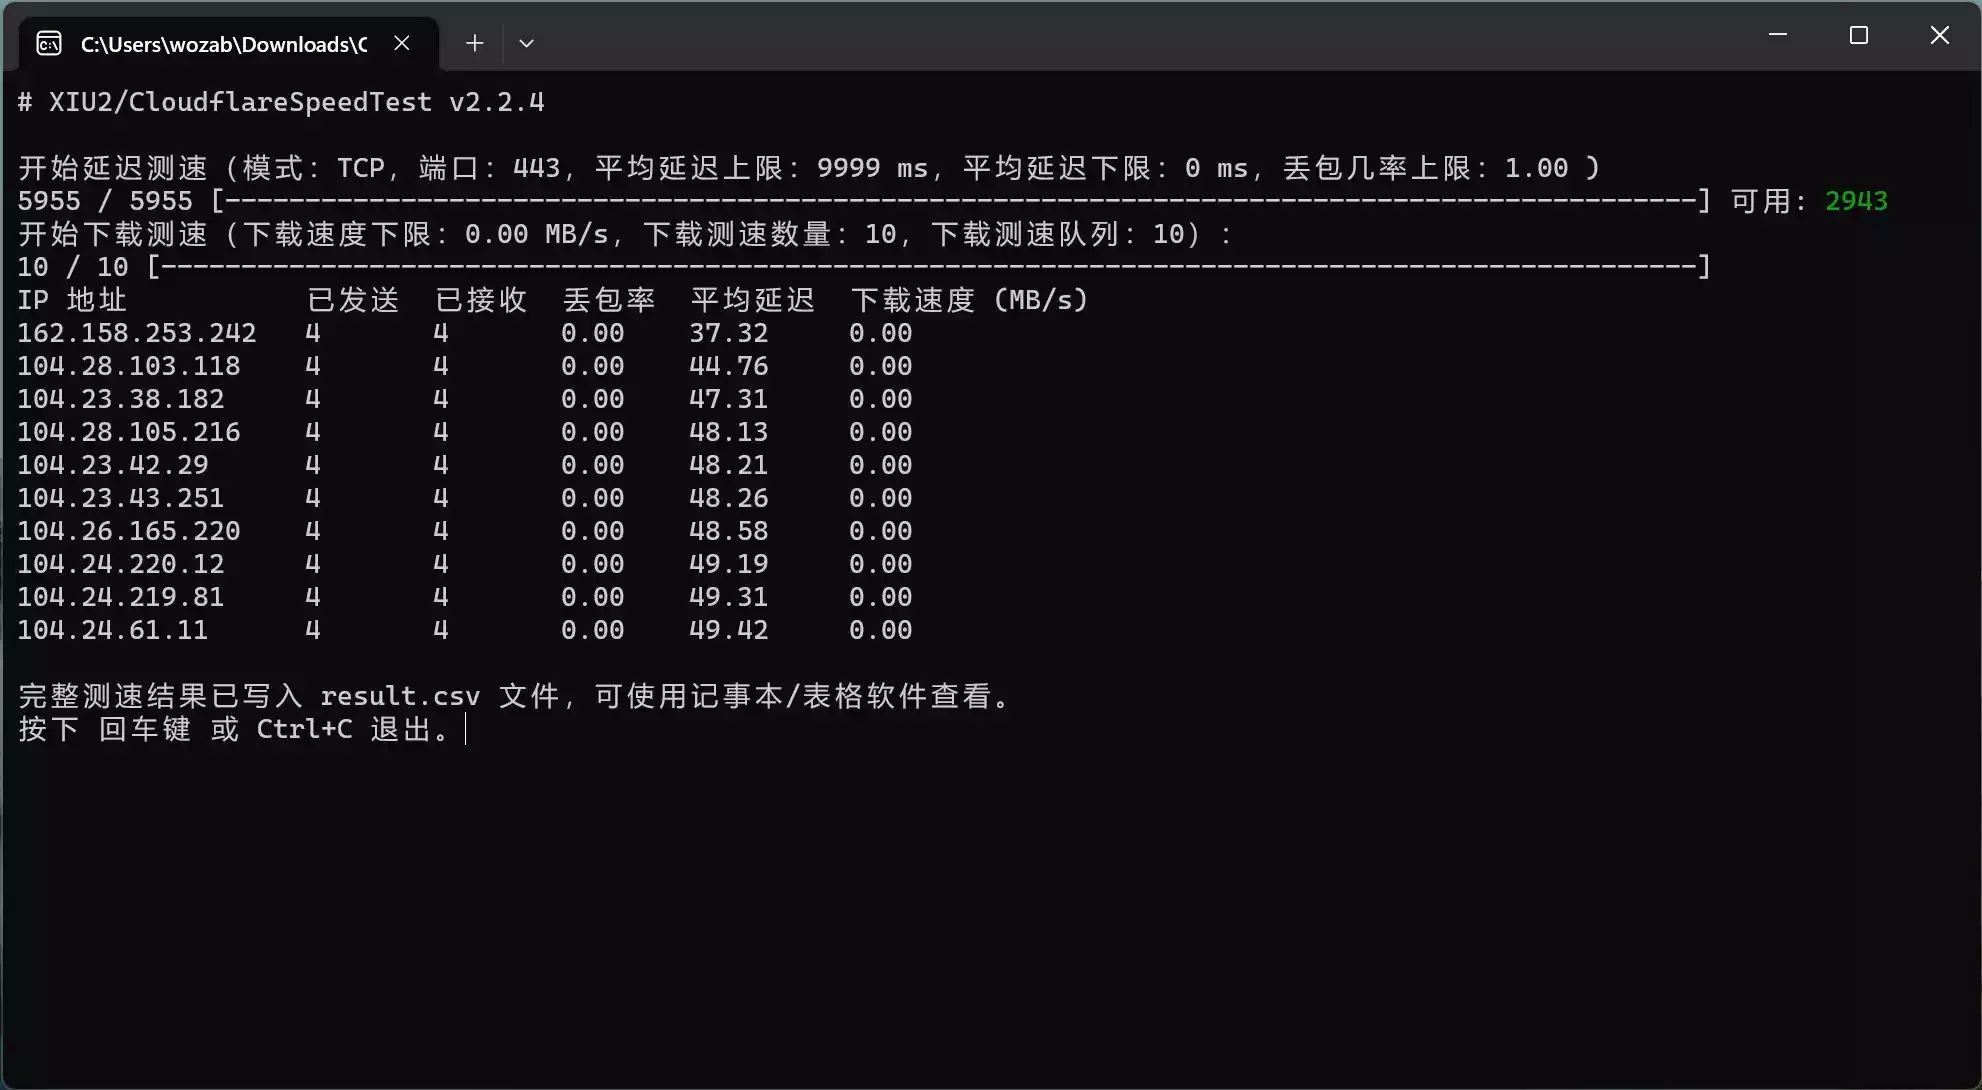 C:\Users\wozab\Downloads\C
# XIU2/CloudflareSpeedTest v2.2.4
开始延迟测速（模式：TCP，端口：443，平均延迟上限：9999 ms，平均延迟下限：0 ms，丢包几率上限：1.00 ）
5955 / 5955 [--------------------------------------------------------------------------------------------] 可用：2943
开始下载测速（下载速度下限：0.00 MB/s，下载测速数量：10，下载测速队列：10）：
10 / 10 [------------------------------------------------------------------------------------------------]
IP 地址 已发送 已接收 丢包率 平均延迟 下载速度 (MB/s)
162.158.253.242 4 4 0.00 37.32 0.00
104.28.103.118 4 4 0.00 44.76 0.00
104.23.38.182 4 4 0.00 47.31 0.00
104.28.105.216 4 4 0.00 48.13 0.00
104.23.42.29 4 4 0.00 48.21 0.00
104.23.43.251 4 4 0.00 48.26 0.00
104.26.165.220 4 4 0.00 48.58 0.00
104.24.220.12 4 4 0.00 49.19 0.00
104.24.219.81 4 4 0.00 49.31 0.00
104.24.61.11 4 4 0.00 49.42 0.00
完整测速结果已写入 result.csv 文件，可使用记事本/表格软件查看。
按下 回车键 或 Ctrl+C 退出。